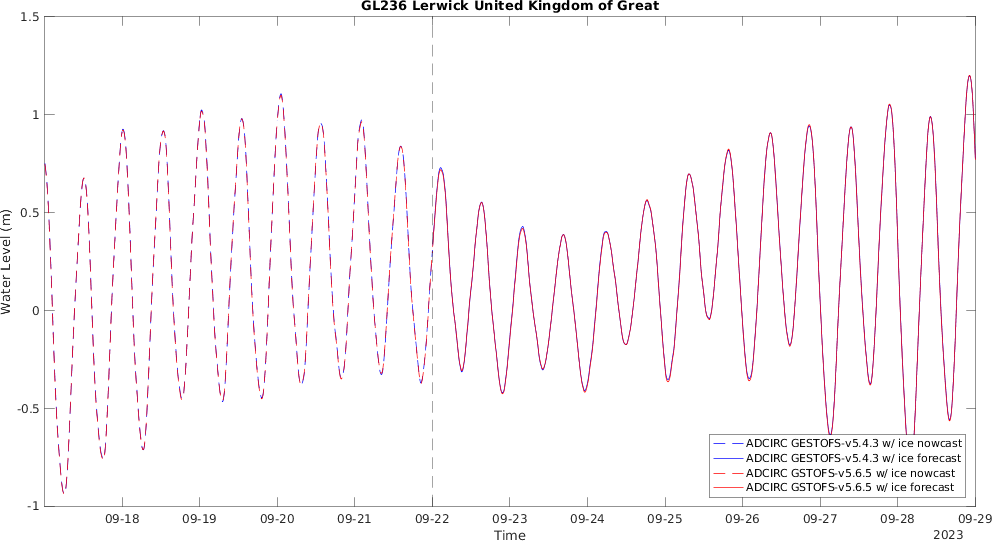 GL236 Lerwick United Kingdom of Great
1.5
1
0.5
0
-0.5
-1
Water Level (m)
ADCIRC GESTOFS-v5.4.3 w/ ice nowcast
ADCIRC GESTOFS-v5.4.3 w/ ice forecast
ADCIRC GSTOFS-v5.6.5 w/ ice nowcast
ADCIRC GSTOFS-v5.6.5 w/ ice forecast
09-18 09-19 09-20 09-21 09-22 09-23 09-24 09-25 09-26 09-27 09-28 09-29
Time
2023